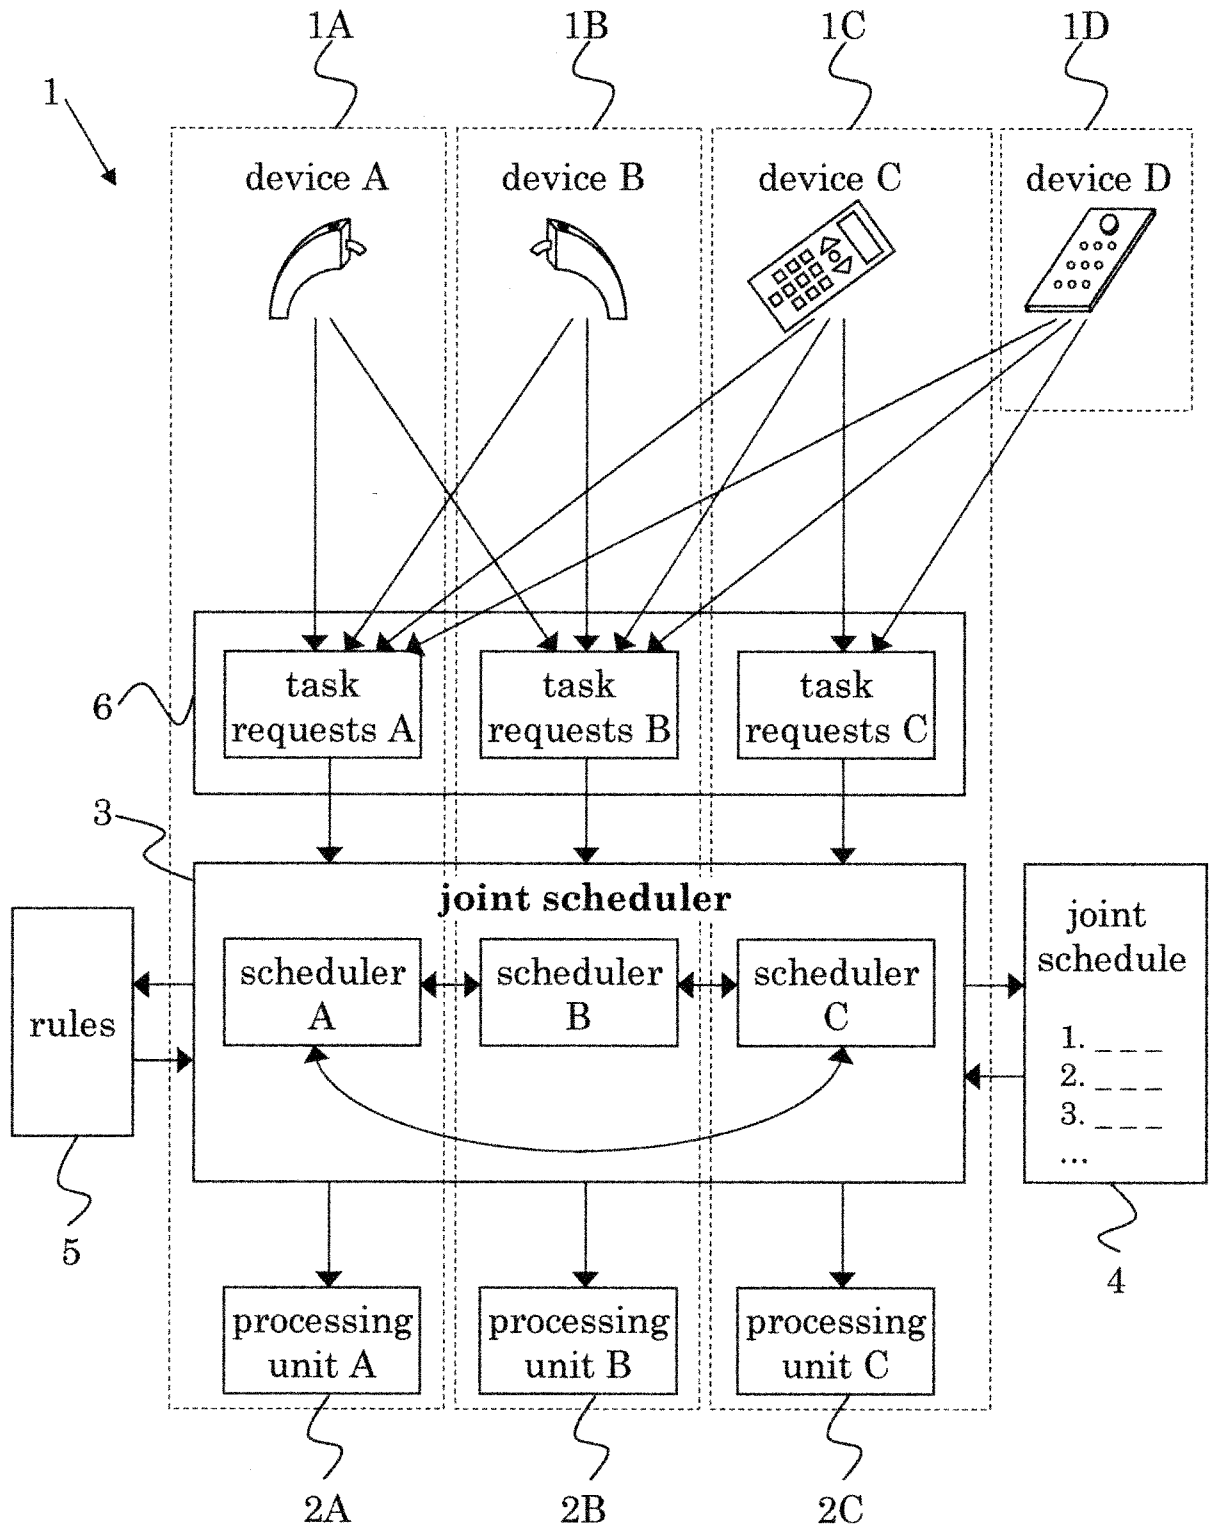 1A
1B
1C
1D
1
device A
device B
device C
device D
6
task
requests A
task
requests B
task
requests C
3
joint scheduler
scheduler
A
scheduler
B
scheduler
C
rules
joint
schedule
1. _ _ _
2. _ _ _
3. _ _ _
...
5
4
processing
unit A
processing
unit B
processing
unit C
2A
2B
2C